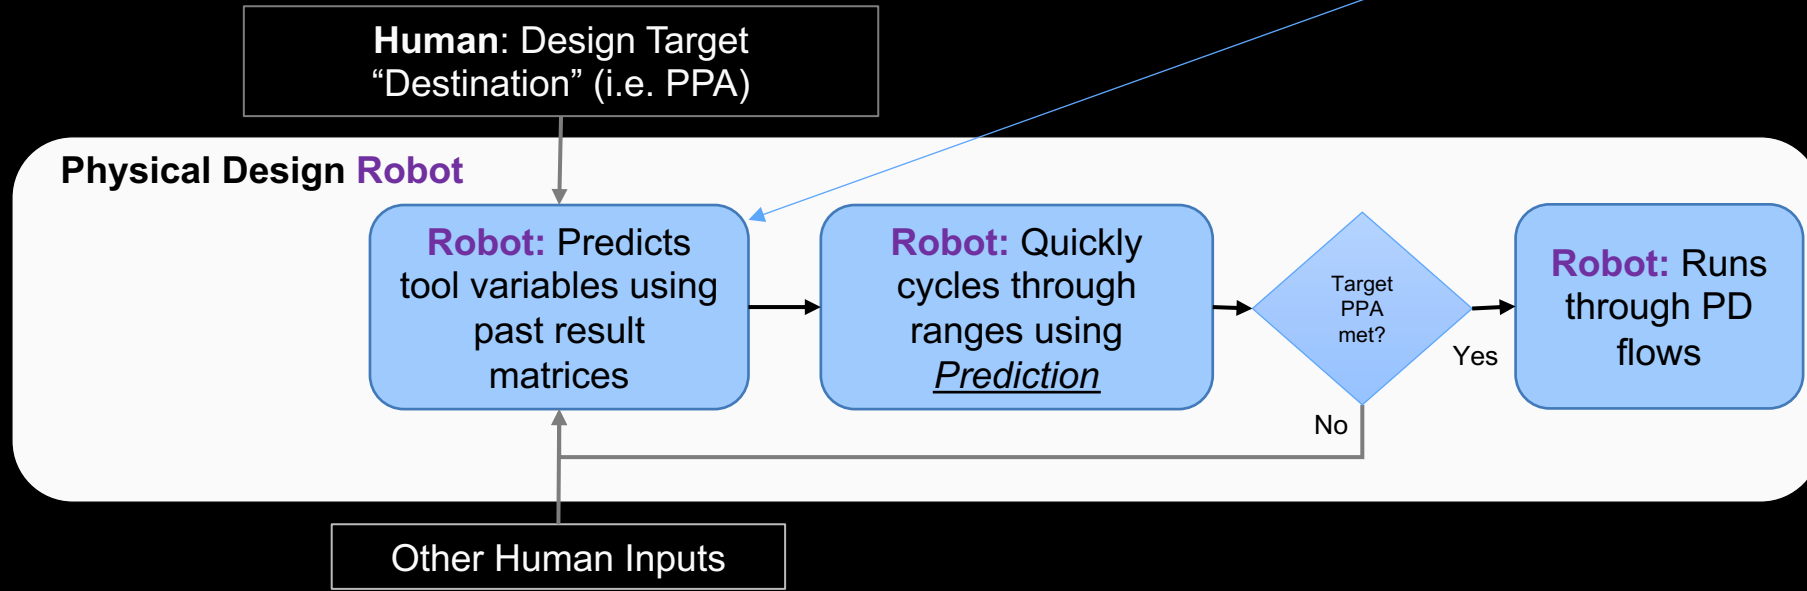 Human: Design Target
“Destination” (i.e. PPA)
Physical Design Robot
Robot: Predicts
tool variables using
past result
matrices
Robot: Quickly
cycles through
ranges using
Prediction
Target
PPA
met?
Yes
No
Robot: Runs
through PD
flows
Other Human Inputs